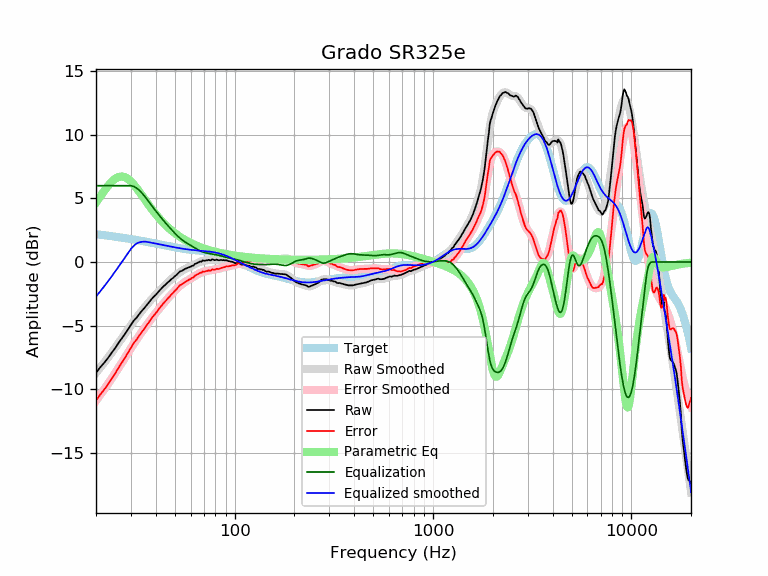 Grado SR325e
Amplitude (dBr)
15
10
5
0
−5
−10
−15
Target
Raw Smoothed
Error Smoothed
Raw
Error
Parametric Eq
Equalization
Equalized smoothed
100
1000
10000
Frequency (Hz)